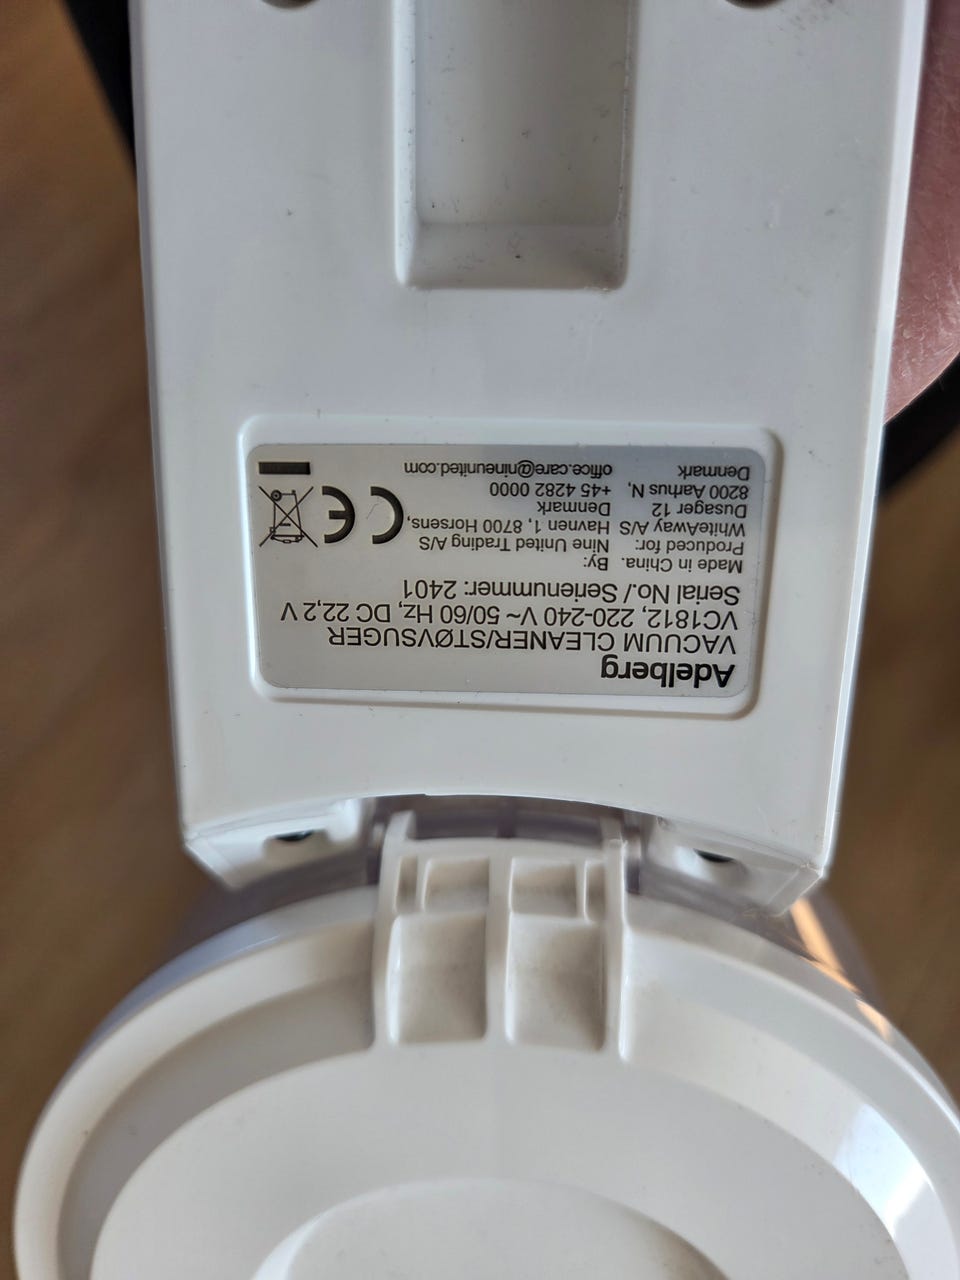 Adelberg
VACUUM CLEANER/STØVSUGER
VC1812, 220-240 V~ 50/60 Hz, DC 22,2 V
Serial No./ Serienummer: 2401
Made in China.
Produced for:
WhiteAway A/S
Dusager 12
8200 Aarhus N,
Denmark
By:
Nine United Trading A/S
Havnen 1, 8700 Horsens,
Denmark
+45 4282 0000
office.care@nineunited.com
CE